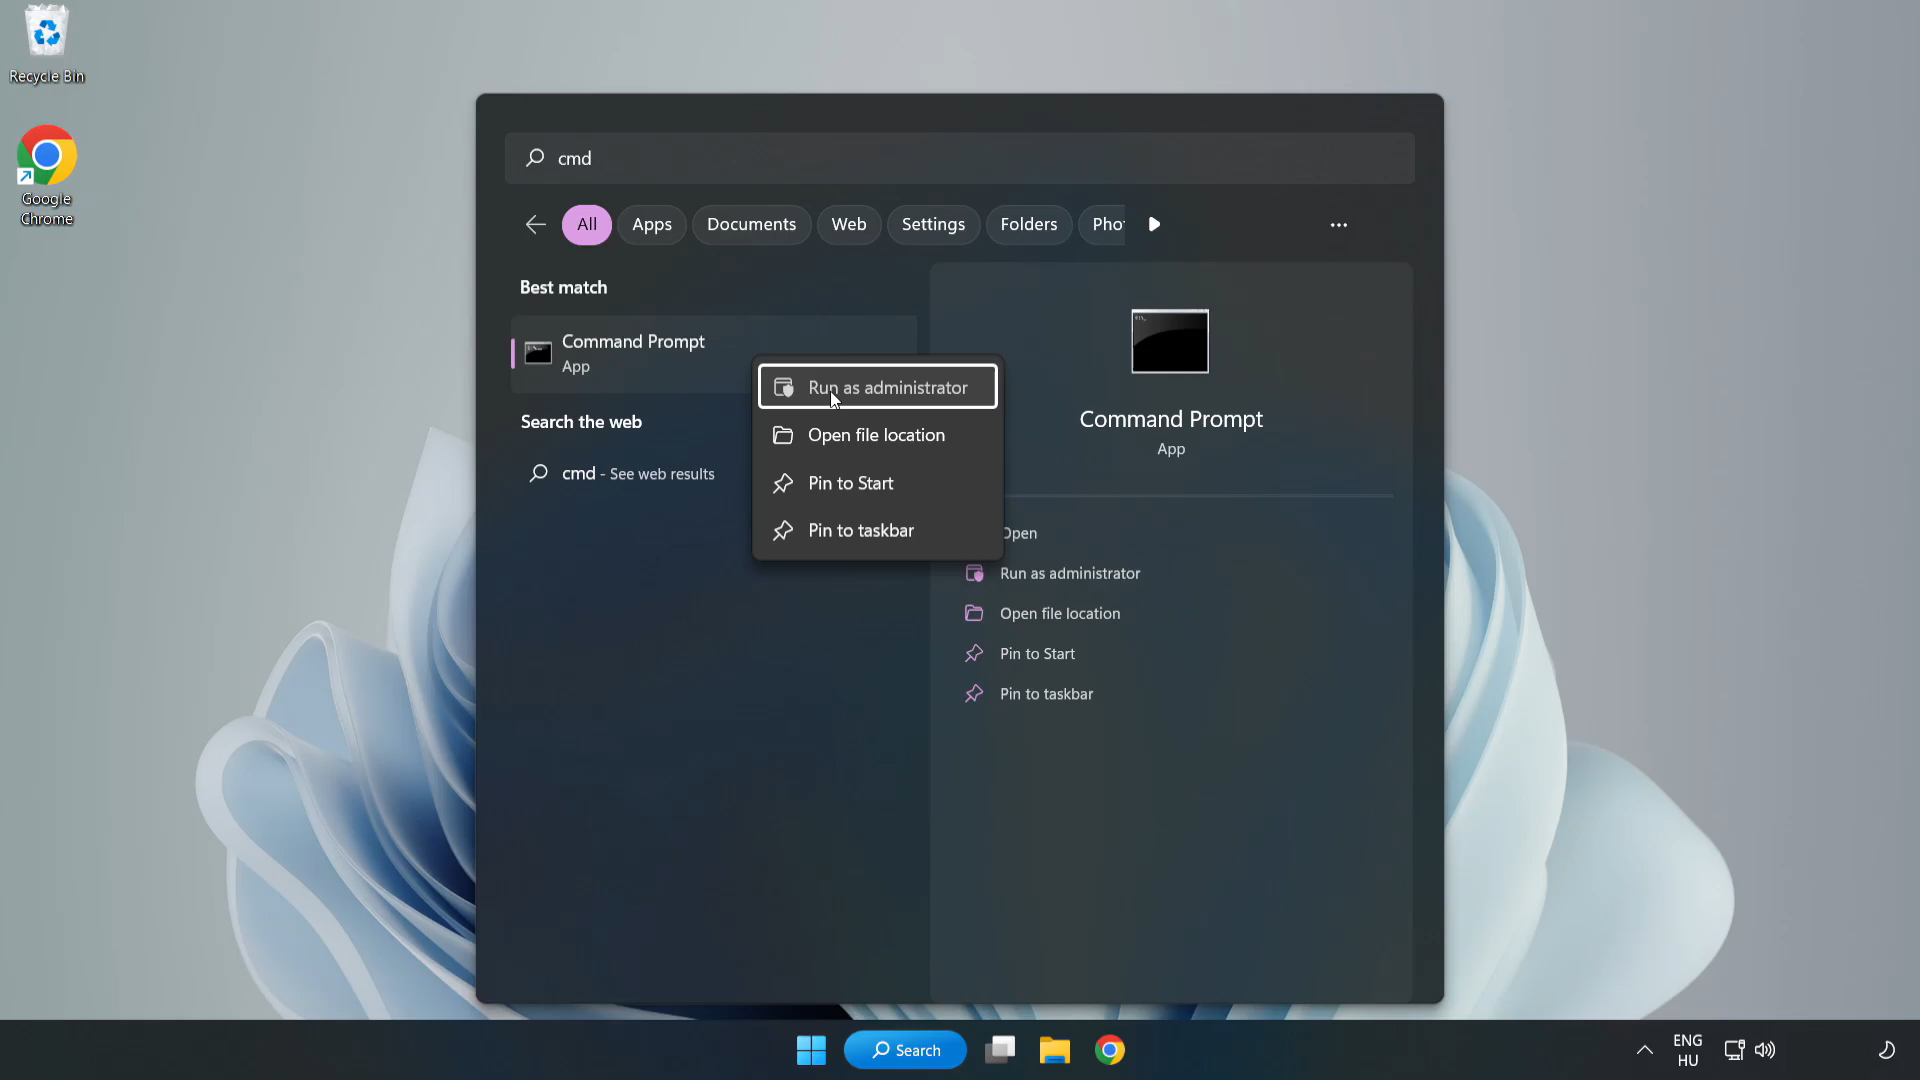 Recycle Bin
Google
Chrome
cmd
All
Apps
Documents
Web
Settings
Folders
Pho
Best match
Command Prompt
App
Search the web
cmd - See web results
Run as administrator
Open file location
Pin to Start
Pin to taskbar
Command Prompt
App
Open
Run as administrator
Open file location
Pin to Start
Pin to taskbar
Search
ENG
HU